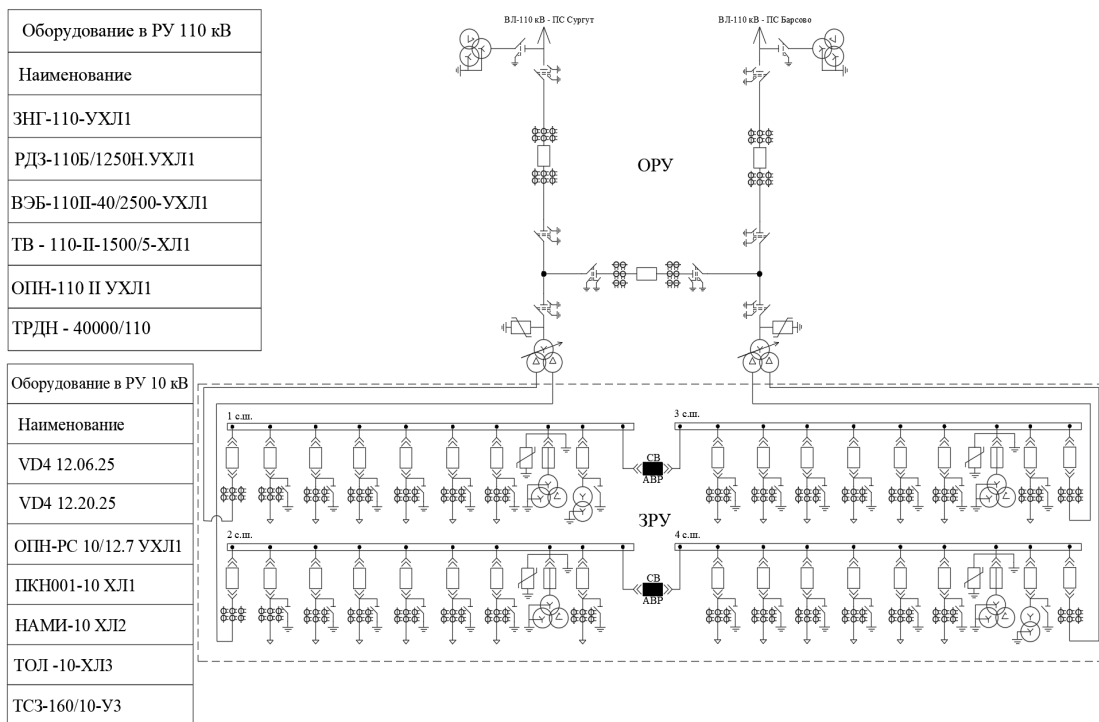 Оборудование в РУ 110 кВ
Наименование
ЗНГ-110-УХЛ1
РДЗ-110Б/1250Н.УХЛ1
ВЭБ-110II-40/2500-УХЛ1
ТВ - 110-II-1500/5-ХЛ1
ОПН-110 II УХЛ1
ТРДН - 40000/110
Оборудование в РУ 10 кВ
Наименование
VD4 12.06.25
VD4 12.20.25
ОПН-РС 10/12.7 УХЛ1
ПКН001-10 ХЛ1
НАМИ-10 ХЛ2
ТОЛ -10-ХЛ3
ТСЗ-160/10-У3
ВЛ-110 кВ - ПС Сургут
ВЛ-110 кВ - ПС Барсово
ОРУ
1 с.ш.
3 с.ш.
СВ
АВР
ЗРУ
2 с.ш.
4 с.ш.
СВ
АВР